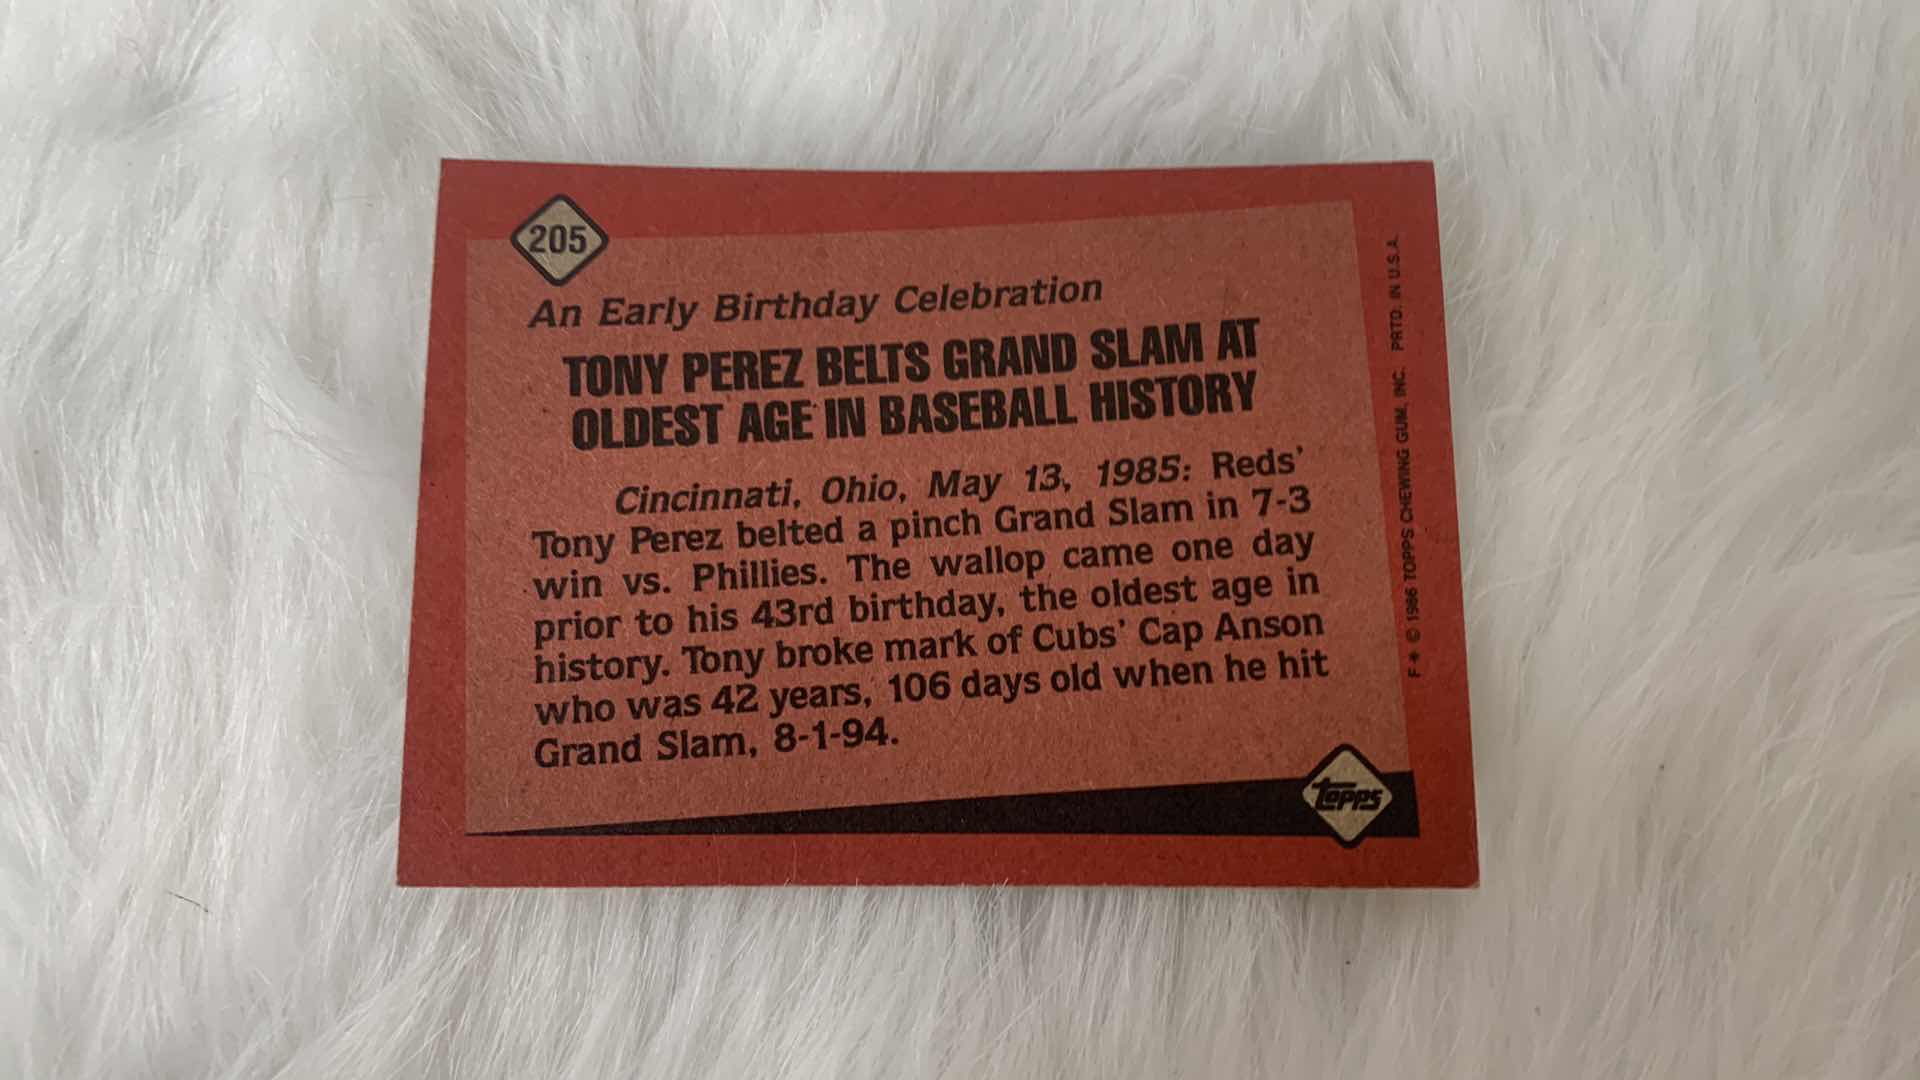 205
An Early Birthday Celebration
TONY PEREZ BELTS GRAND SLAM AT
OLDEST AGE IN BASEBALL HISTORY
Cincinnati, Ohio, May 13, 1985: Reds'
Tony Perez belted a pinch Grand Slam in 7-3
win vs. Phillies. The wallop came one day
prior to his 43rd birthday, the oldest age in
history. Tony broke mark of Cubs' Cap Anson
who was 42 years, 106 days old when he hit
Grand Slam, 8-1-94.
topps
F * © 1986 TOPPS CHEWING GUM, INC. PRTD. IN U.S.A.